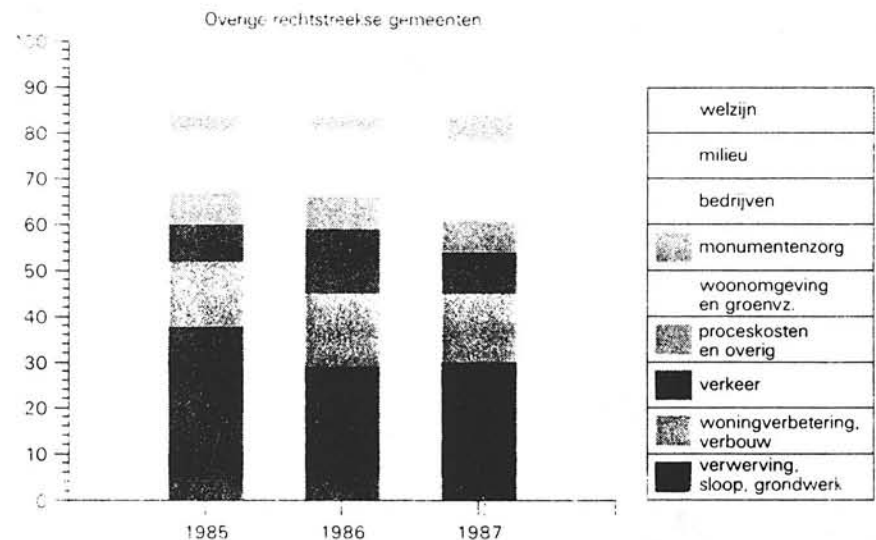 Overige rechtstreekse gemeenten
100
90
80
70
60
50
40
30
20
10
0
1985
1986
1987
welzijn
milieu
bedrijven
monumentenzorg
woonomgeving
en groenvz.
proceskosten
en overig
verkeer
woningverbetering,
verbouw
verwerving,
sloop, grondwerk